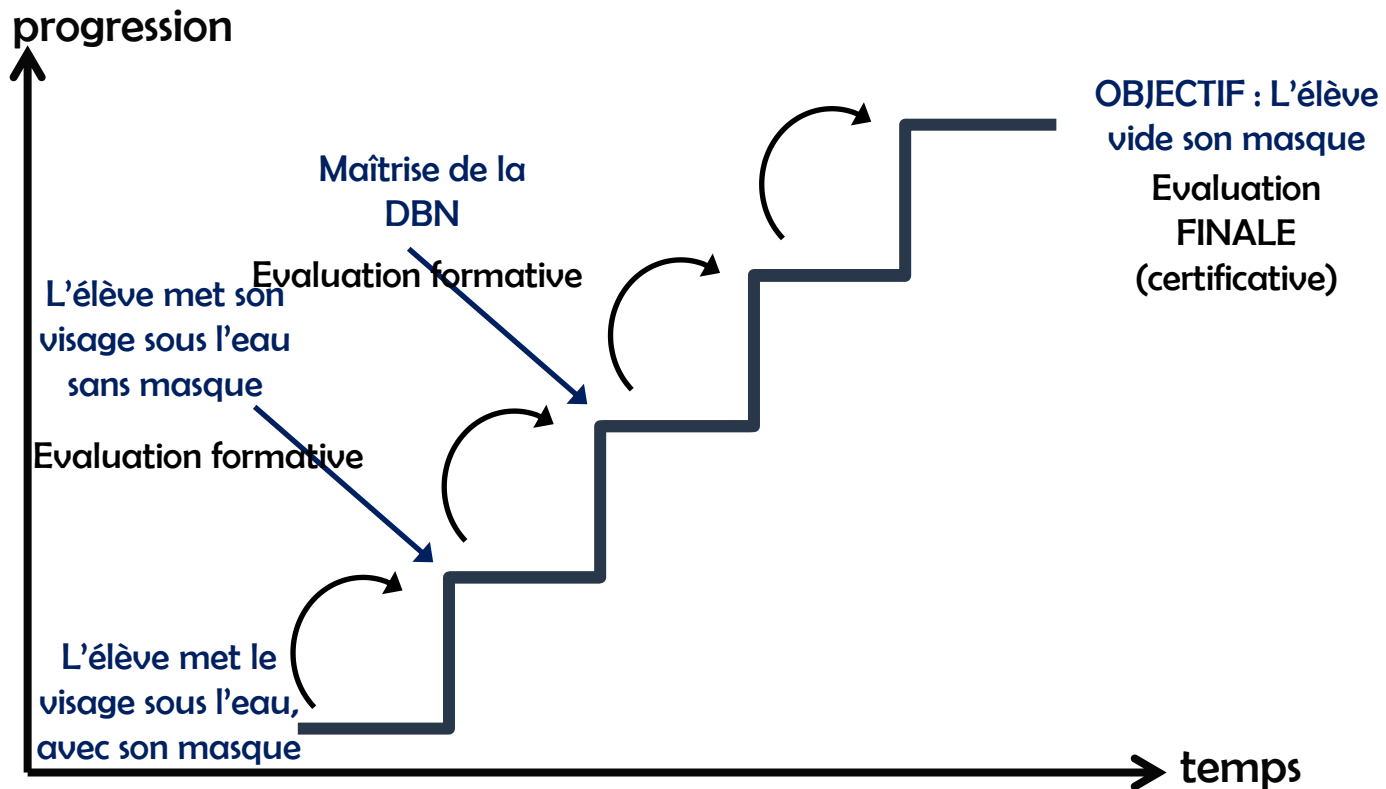 progression
OBJECTIF : L'élève
vide son masque
Evaluation
FINALE
(certificative)
Maîtrise de la
DBN
Evaluation formative
L'élève met son
visage sous l'eau
sans masque
Evaluation formative
L'élève met le
visage sous l'eau,
avec son masque
temps